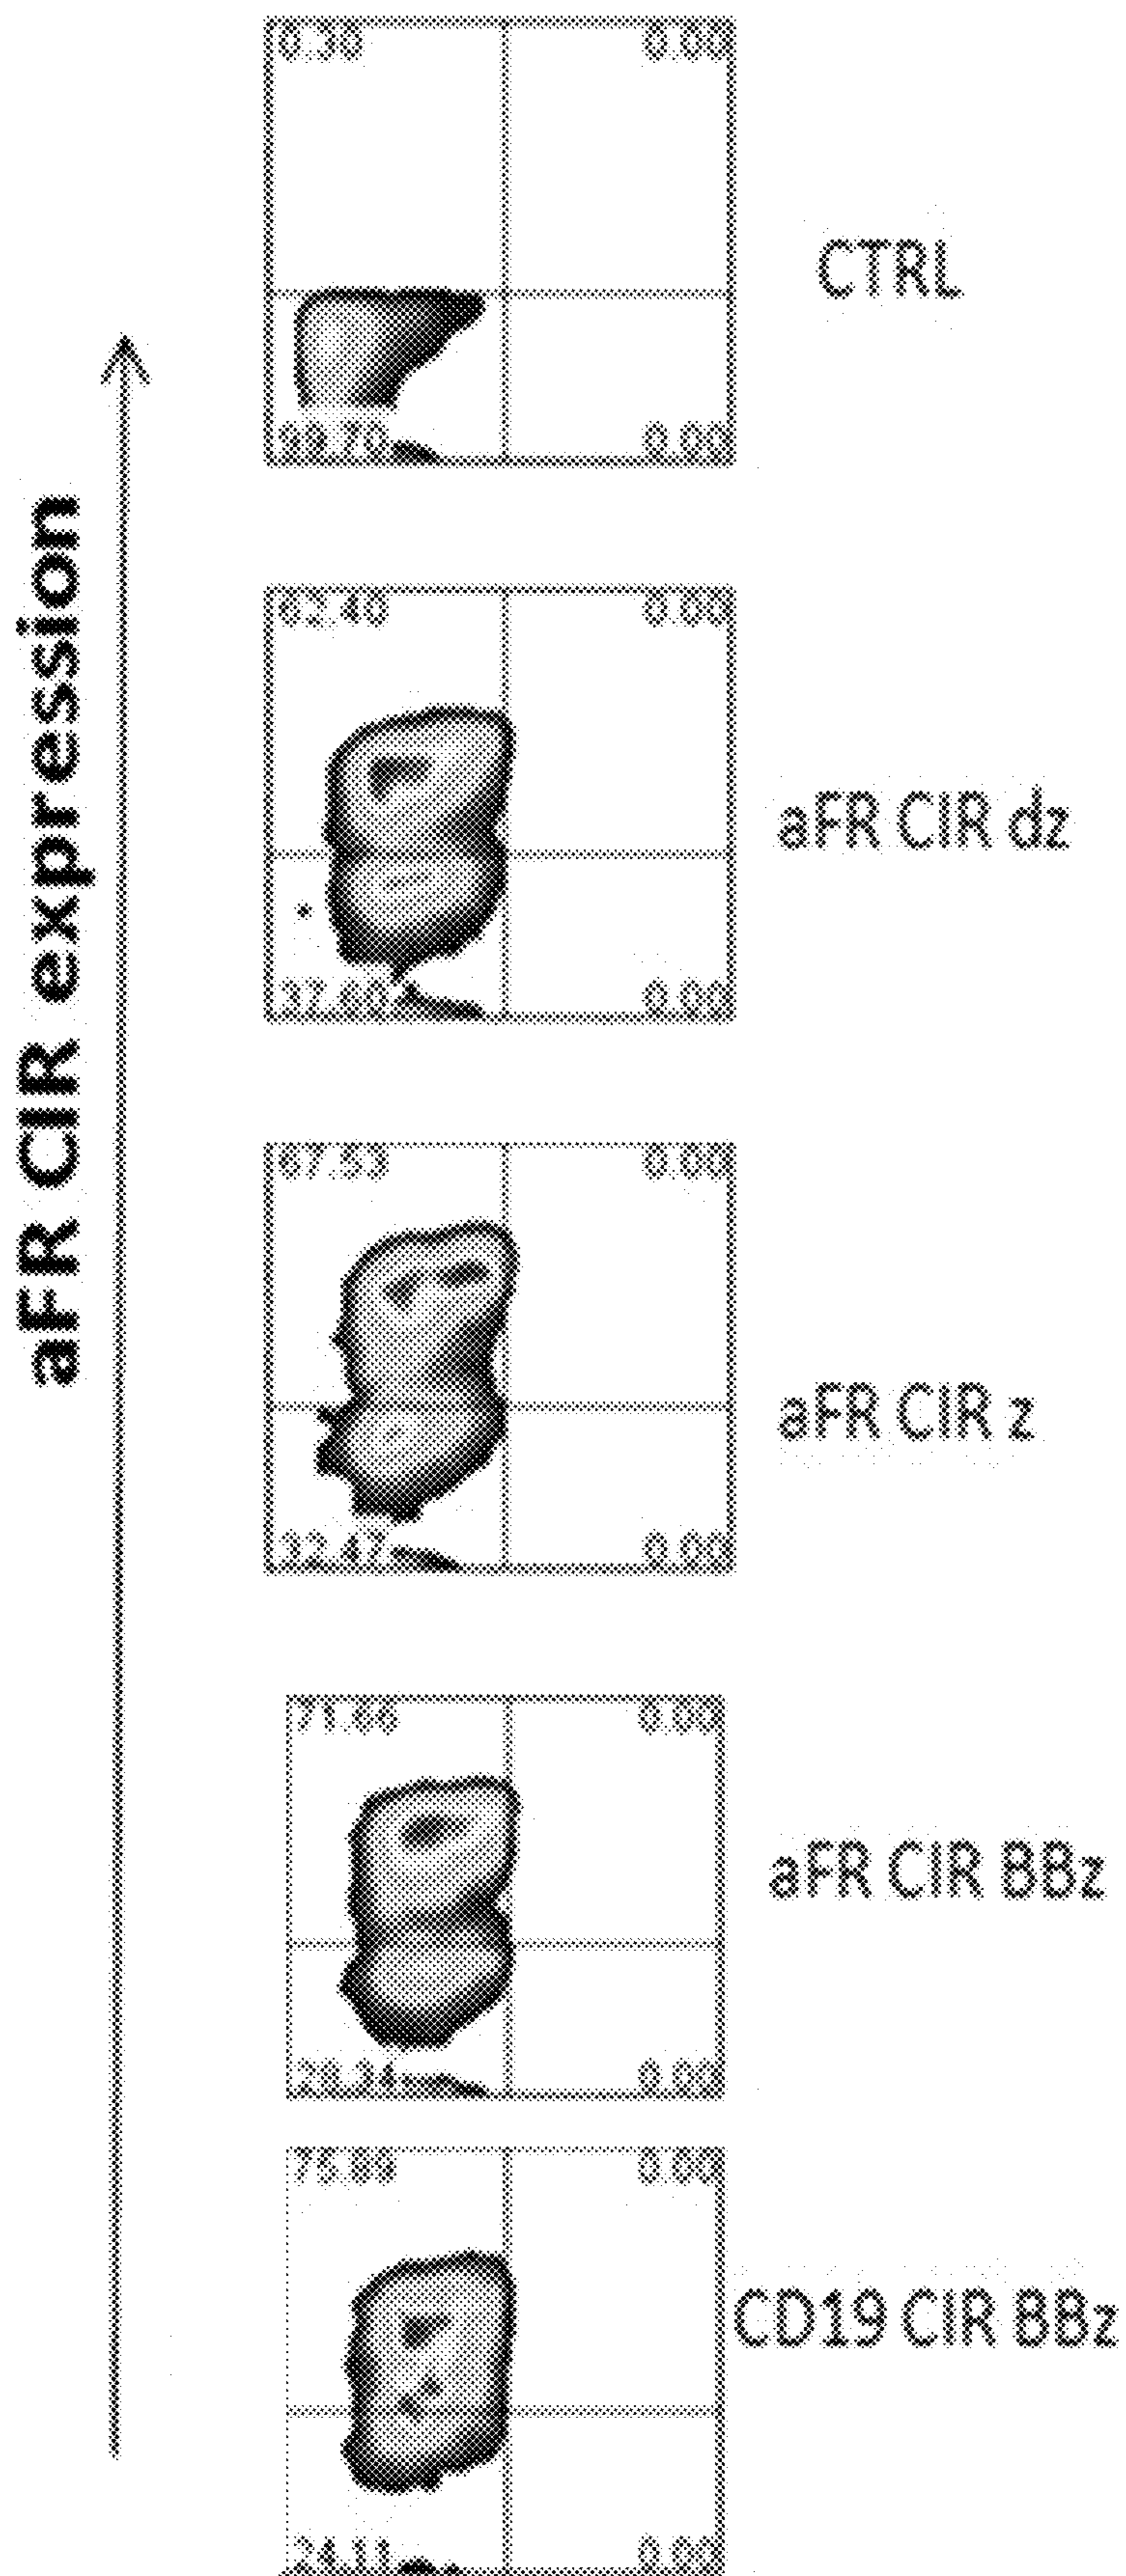 aFR CIR expression
0.30 0.00
CTRL
99.70 0.00
62.40 0.00
aFR CIR dz
37.60 0.00
67.53 0.00
aFR CIR z
32.47 0.00
71.66 0.00
aFR CIR BBz
28.34 0.00
75.89 0.00
CD19 CIR BBz
24.11 0.00